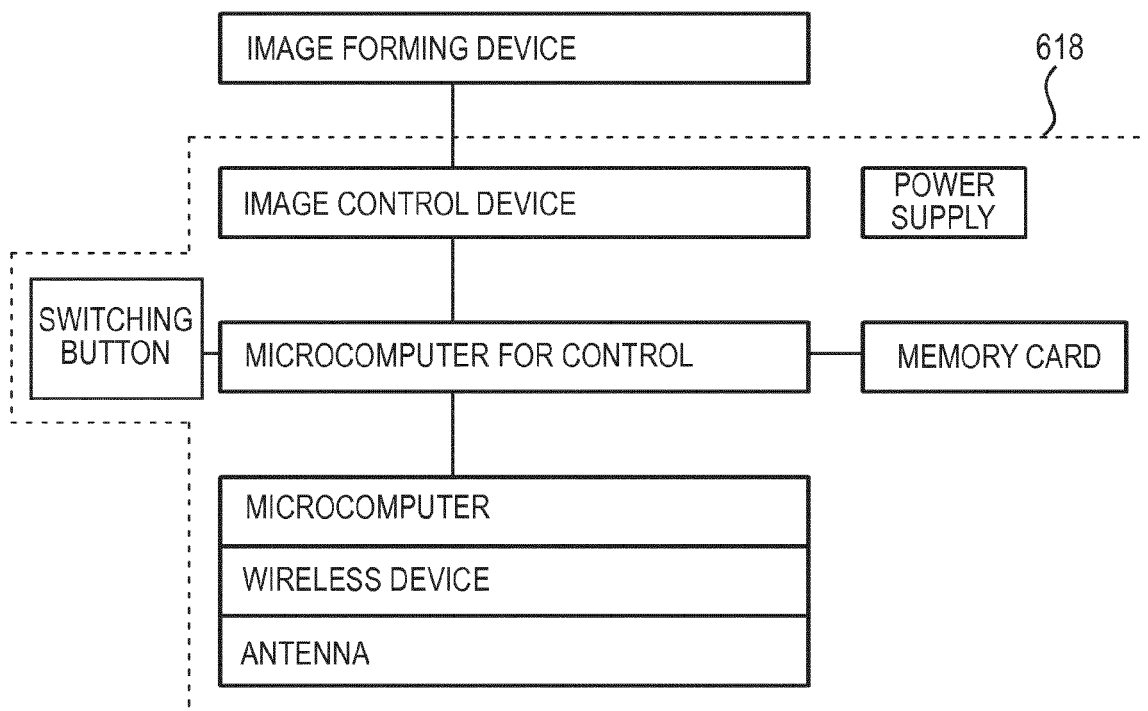 IMAGE FORMING DEVICE
618
IMAGE CONTROL DEVICE
POWER
SUPPLY
SWITCHING
BUTTON
MICROCOMPUTER FOR CONTROL
MEMORY CARD
MICROCOMPUTER
WIRELESS DEVICE
ANTENNA